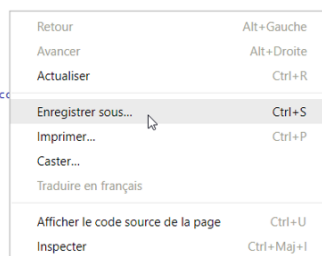 Retour Alt+Gauche
Avancer Alt+Droite
Actualiser Ctrl+R
Enregistrer sous... Ctrl+S
Imprimer... Ctrl+P
Caster...
Traduire en français
Afficher le code source de la page Ctrl+U
Inspecter Ctrl+Maj+I